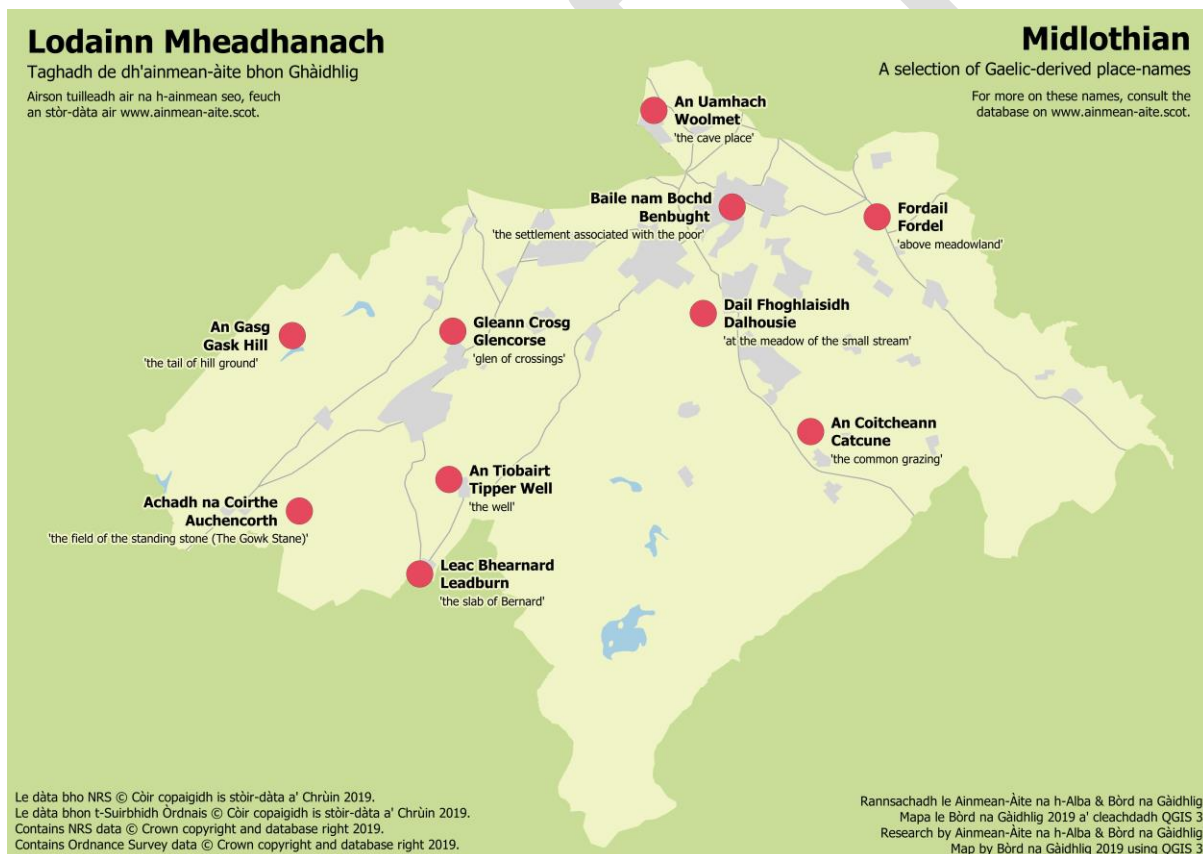 Lodainn Mheadhanach
Taghadh de dh'ainmean-àite bhon Ghàidhlig
Airson tuilleadh air na h-ainmean seo, feuch
an stòr-dàta air www.ainmean-aite.scot.
Midlothian
A selection of Gaelic-derived place-names
For more on these names, consult the
database on www.ainmean-aite.scot.
An Uamhach
Woolmet
'the cave place'
Baile nam Bochd
Benbught
'the settlement associated with the poor'
Fordail
Fordel
'above meadowland'
An Gasg
Gask Hill
'the tail of hill ground'
Gleann Crosg
Glencorse
'glen of crossings'
Dail Fhoghlaisidh
Dalhousie
'at the meadow of the small stream'
An Coitcheann
Catcune
'the common grazing'
An Tiobairt
Tipper Well
'the well'
Achadh na Coirthe
Auchencorth
'the field of the standing stone (The Gowk Stane)'
Leac Bhearnard
Leadburn
'the slab of Bernard'
Le dàta bho NRS © Còir copaigidh is stòir-dàta a' Chrùin 2019.
Le dàta bhon t-Suirbhidh Òrdnais © Còir copaigidh is stòir-dàta a' Chrùin 2019.
Contains NRS data © Crown copyright and database right 2019.
Contains Ordnance Survey data © Crown copyright and database right 2019.
Rannsachadh le Ainmean-Àite na h-Alba & Bòrd na Gàidhlig
Mapa le Bòrd na Gàidhlig 2019 a' cleachdadh QGIS 3
Research by Ainmean-Àite na h-Alba & Bòrd na Gàidhlig
Map by Bòrd na Gàidhlig 2019 using QGIS 3